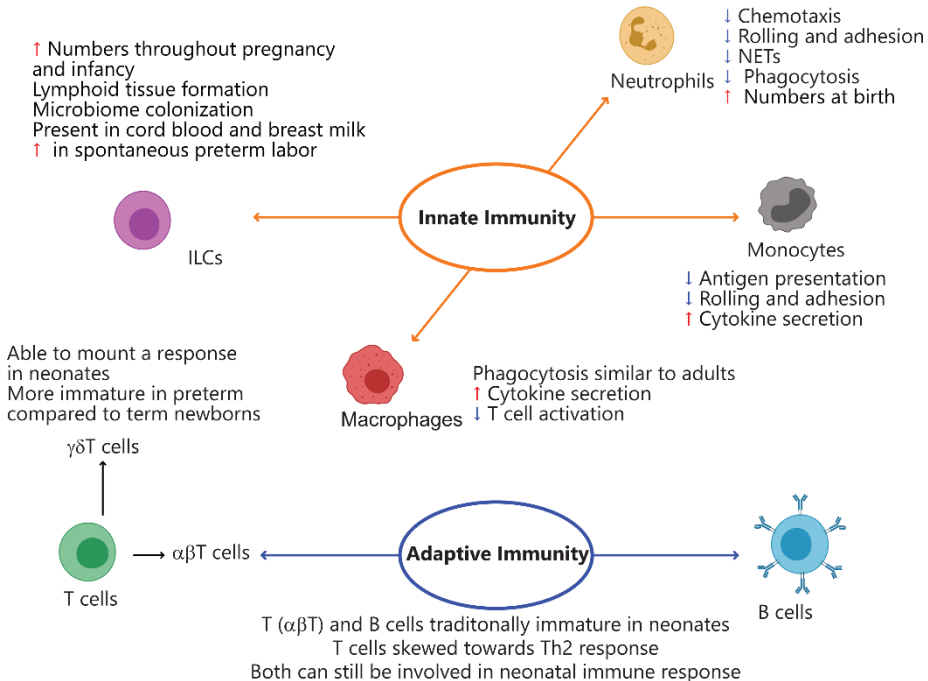 ↑ Numbers throughout pregnancy
and infancy
Lymphoid tissue formation
Microbiome colonization
Present in cord blood and breast milk
↑ in spontaneous preterm labor
ILCs
Neutrophils
↓ Chemotaxis
↓ Rolling and adhesion
↓ NETs
↓ Phagocytosis
↑ Numbers at birth
Innate Immunity
Monocytes
↓ Antigen presentation
↓ Rolling and adhesion
↑ Cytokine secretion
Macrophages
Phagocytosis similar to adults
↑ Cytokine secretion
↓ T cell activation
Able to mount a response
in neonates
More immature in preterm
compared to term newborns
γδT cells
T cells
αβT cells
Adaptive Immunity
B cells
T (αβT) and B cells traditonally immature in neonates
T cells skewed towards Th2 response
Both can still be involved in neonatal immune response